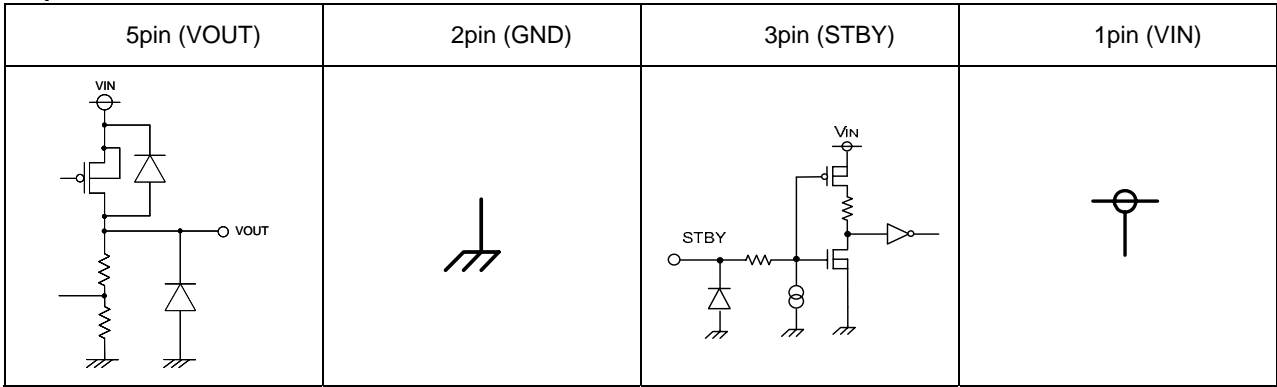 5pin (VOUT) 2pin (GND) 3pin (STBY) 1pin (VIN)
VIN
VOUT
VIN
STBY